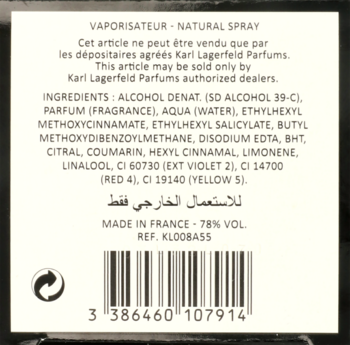 VAPORISATEUR - NATURAL SPRAY
Cet article ne peut être vendu que par
les dépositaires agréés Karl Lagerfeld Parfums.
This article may be sold only by
Karl Lagerfeld Parfums authorized dealers.
INGREDIENTS : ALCOHOL DENAT. (SD ALCOHOL 39-C),
PARFUM (FRAGRANCE), AQUA (WATER), ETHYLHEXYL
METHOXYCINNAMATE, ETHYLHEXYL SALICYLATE, BUTYL
METHOXYDIBENZOYLMETHANE, DISODIUM EDTA, BHT,
CITRAL, COUMARIN, HEXYL CINNAMAL, LIMONENE,
LINALOOL, CI 60730 (EXT VIOLET 2), CI 14700
(RED 4), CI 19140 (YELLOW 5).
للاستعمال الخارجي فقط
MADE IN FRANCE - 78% VOL.
REF. KL008A55
3 386460 107914